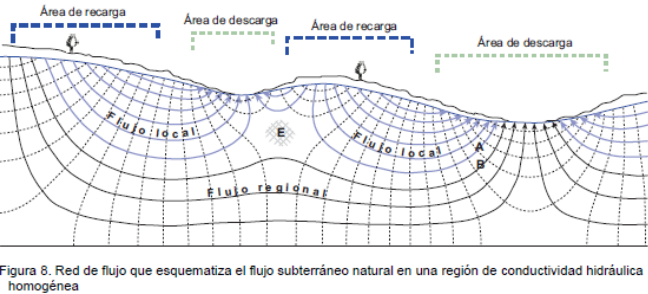 Área de recarga
Área de descarga
Área de recarga
Área de descarga
Flujo local
E
Flujo local
A
B
Flujo regional
Figura 8. Red de flujo que esquematiza el flujo subterráneo natural en una región de conductividad hidráulica
homogénea